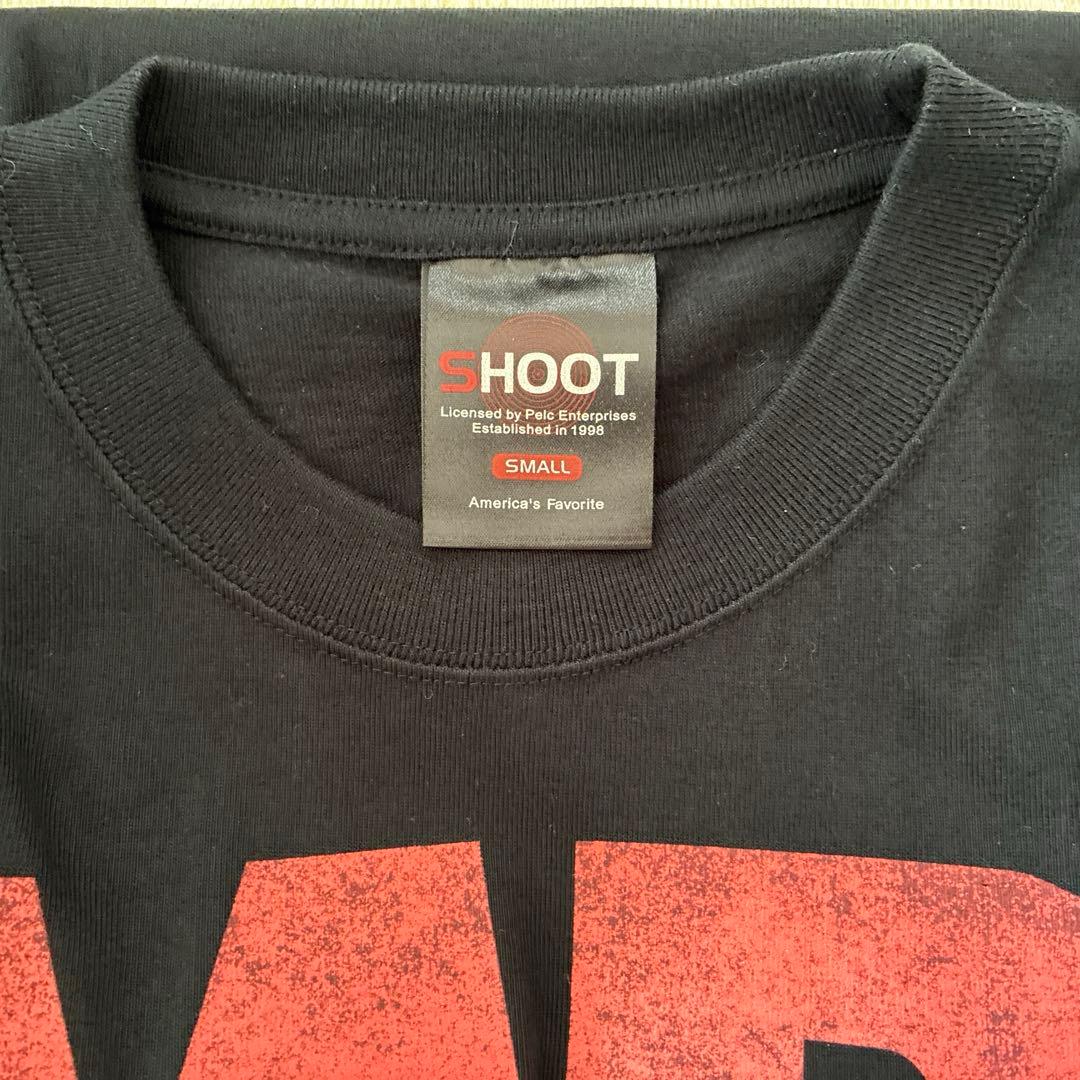 SHOOT
Licensed by Pelc Enterprises
Established in 1998
SMALL
America's Favorite